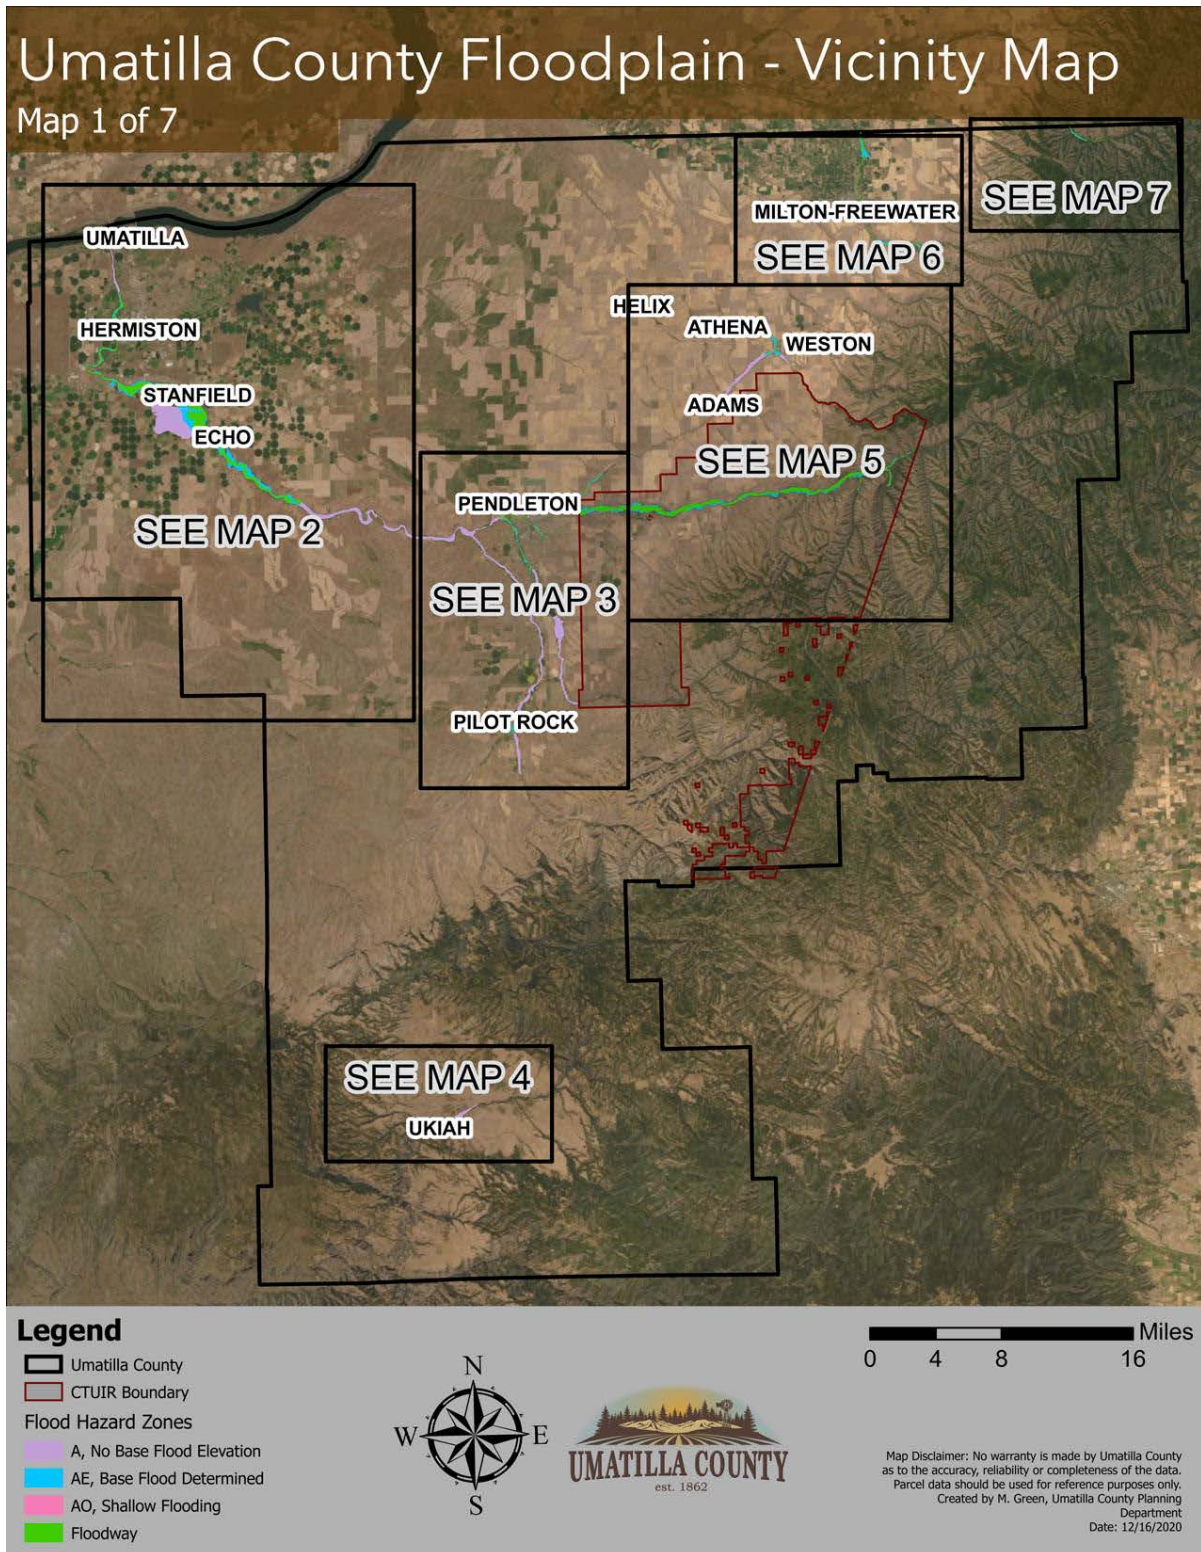 Umatilla County Floodplain - Vicinity Map
Map 1 of 7
SEE MAP 7
MILTON-FREEWATER
SEE MAP 6
UMATILLA
HELIX
ATHENA
WESTON
HERMISTON
STANFIELD
ADAMS
ECHO
SEE MAP 5
PENDLETON
SEE MAP 2
SEE MAP 3
PILOT ROCK
SEE MAP 4
UKIAH
Legend
Umatilla County
CTUIR Boundary
Flood Hazard Zones
A, No Base Flood Elevation
AE, Base Flood Determined
AO, Shallow Flooding
Floodway
N
W E
S
UMATILLA COUNTY
est. 1862
Miles
0 4 8 16
Map Disclaimer: No warranty is made by Umatilla County
as to the accuracy, reliability or completeness of the data.
Parcel data should be used for reference purposes only.
Created by M. Green, Umatilla County Planning
Department
Date: 12/16/2020